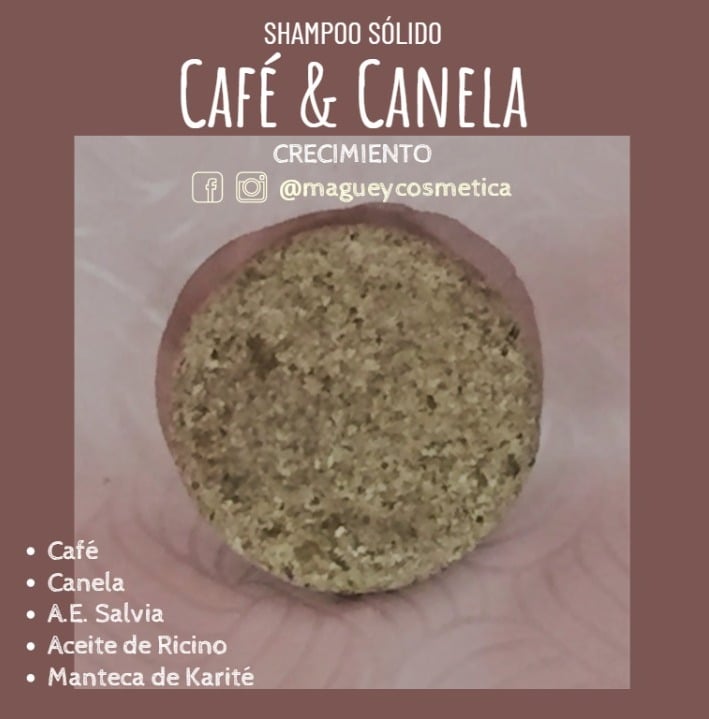 SHAMPOO SÓLIDO
CAFÉ & CANELA
CRECIMIENTO
@magueycosmetica
• Café
• Canela
• A.E. Salvia
• Aceite de Ricino
• Manteca de Karité